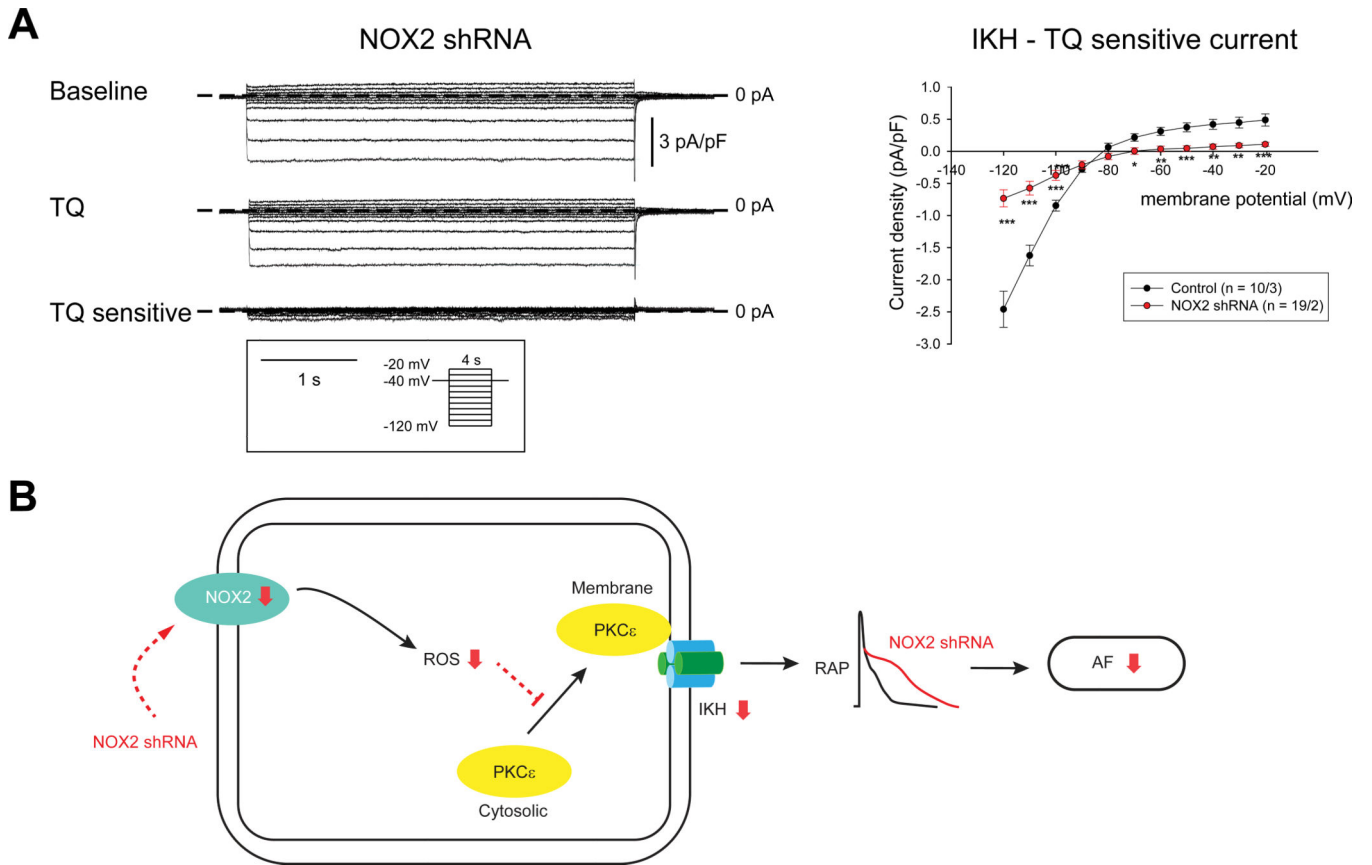 A
NOX2 shRNA
Baseline
0 pA
3 pA/pF
TQ
0 pA
TQ sensitive
0 pA
1 s
-20 mV
-40 mV
-120 mV
4 s
IKH - TQ sensitive current
Current density (pA/pF)
1.0
0.5
0.0
-0.5
-1.0
-1.5
-2.0
-2.5
-3.0
-140 -120 -100 -80 -60 -40 -20
membrane potential (mV)
*** *** *** *** * ** *** ** ** ***
Control (n = 10/3)
NOX2 shRNA (n = 19/2)
B
NOX2
NOX2 shRNA
ROS
Membrane
PKCε
PKCε
Cytosolic
IKH
RAP
NOX2 shRNA
AF